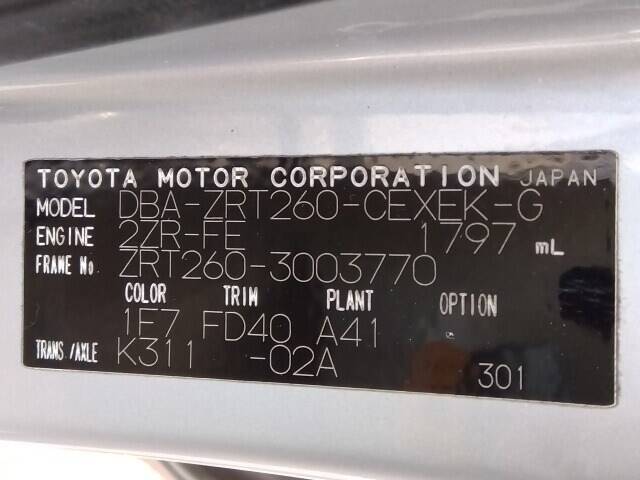 TOYOTA MOTOR CORPORATION JAPAN
MODEL DBA-ZRT260-CEXEK-G
ENGINE 2ZR-FE 1797 mL
FRAME No ZRT260-3003770
COLOR TRIM PLANT OPTION
1E7 FD40 A41
TRANS./AXLE K311 -02A 301